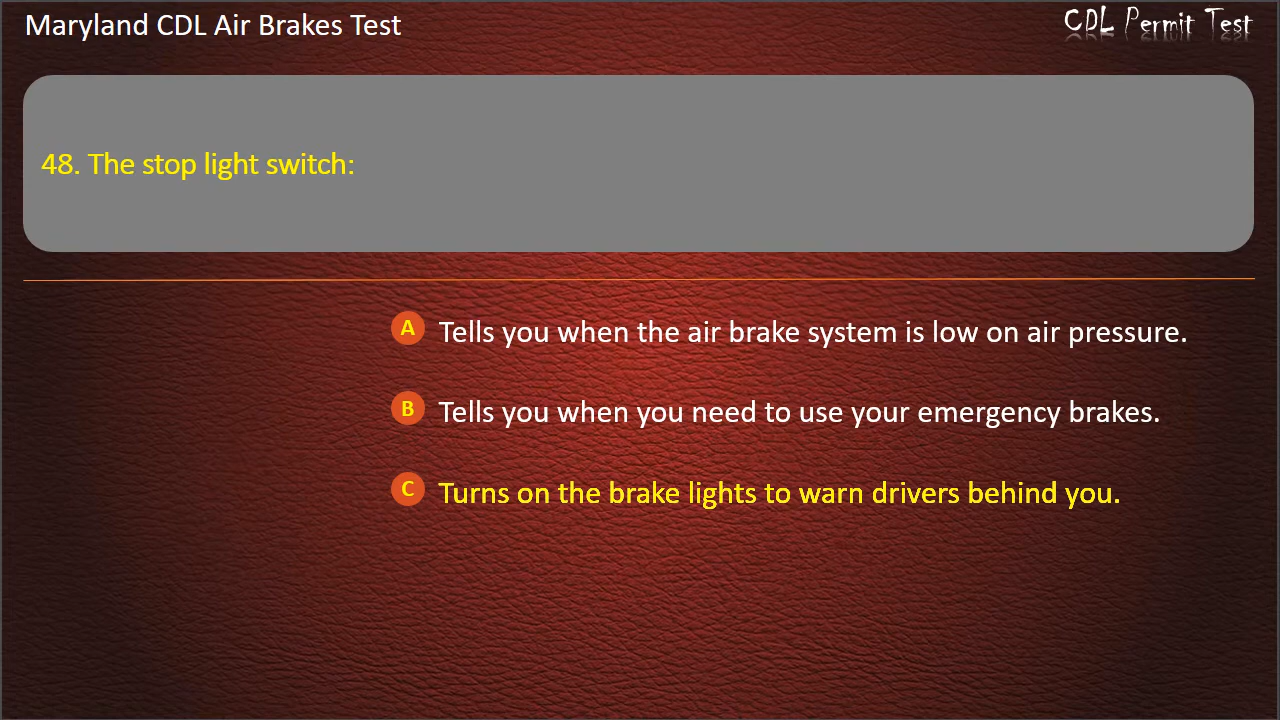 Maryland CDL Air Brakes Test
CDL Permit Test
48. The stop light switch:
A Tells you when the air brake system is low on air pressure.
B Tells you when you need to use your emergency brakes.
C Turns on the brake lights to warn drivers behind you.